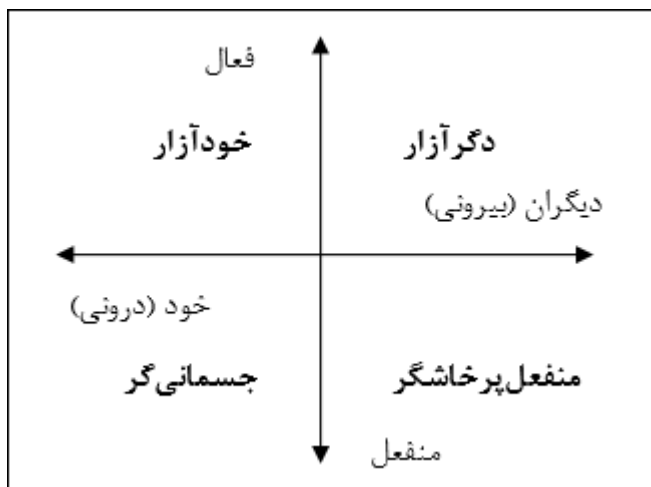 فعال
دگرآزار
خودآزار
دیگران (بیرونی)
خود (درونی)
منفعل‌پرخاشگر
جسمانی‌گر
منفعل